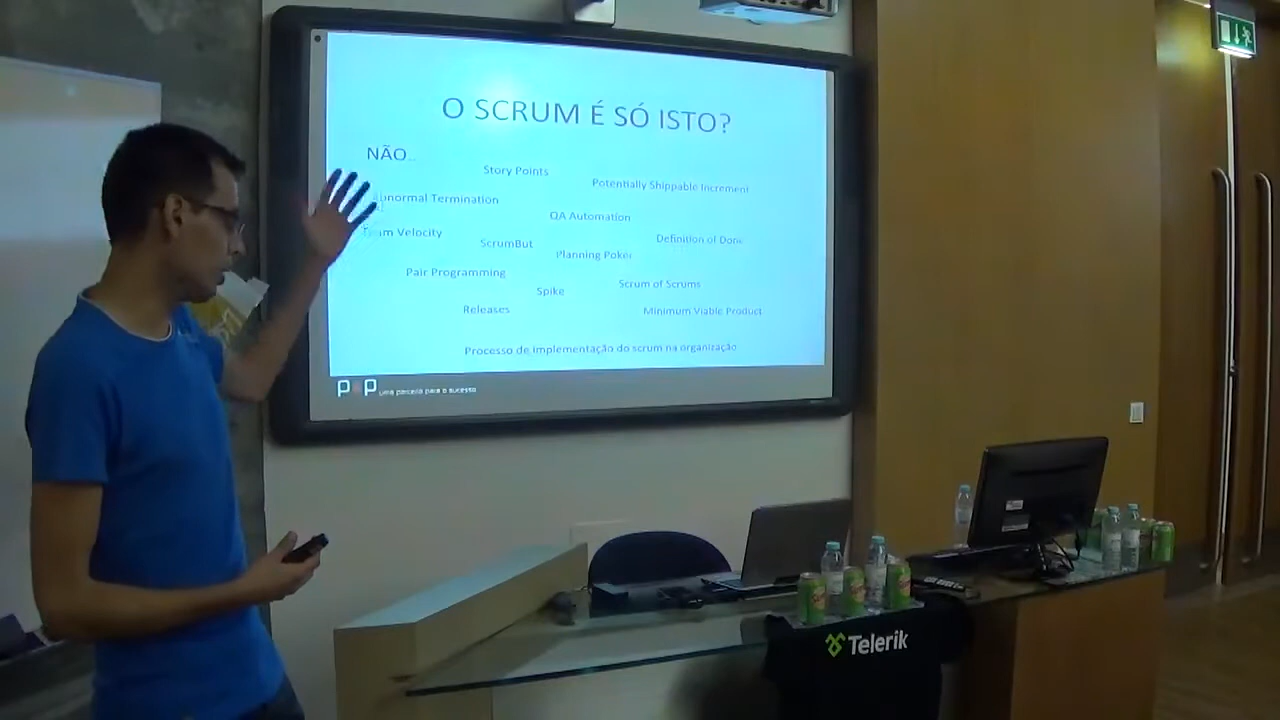 O SCRUM É SÓ ISTO?
NÃO...
Story Points
Potentially Shippable Increment
Abnormal Termination
QA Automation
Team Velocity
ScrumBut
Definition of Done
Planning Poker
Pair Programming
Spike
Scrum of Scrums
Releases
Minimum Viable Product
Processo de implementação do scrum na organização
uma parceria para o sucesso
Telerik